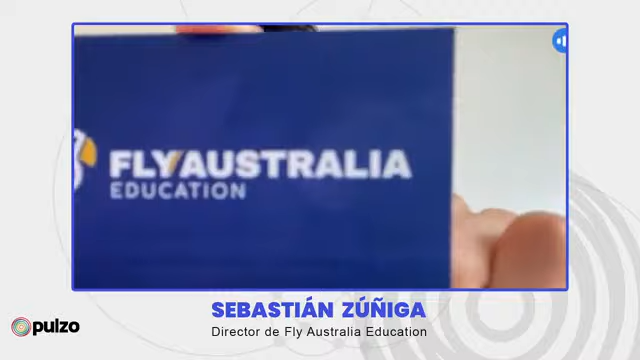 FLYAUSTRALIA
EDUCATION
SEBASTIÁN ZÚÑIGA
Director de Fly Australia Education
pulzo